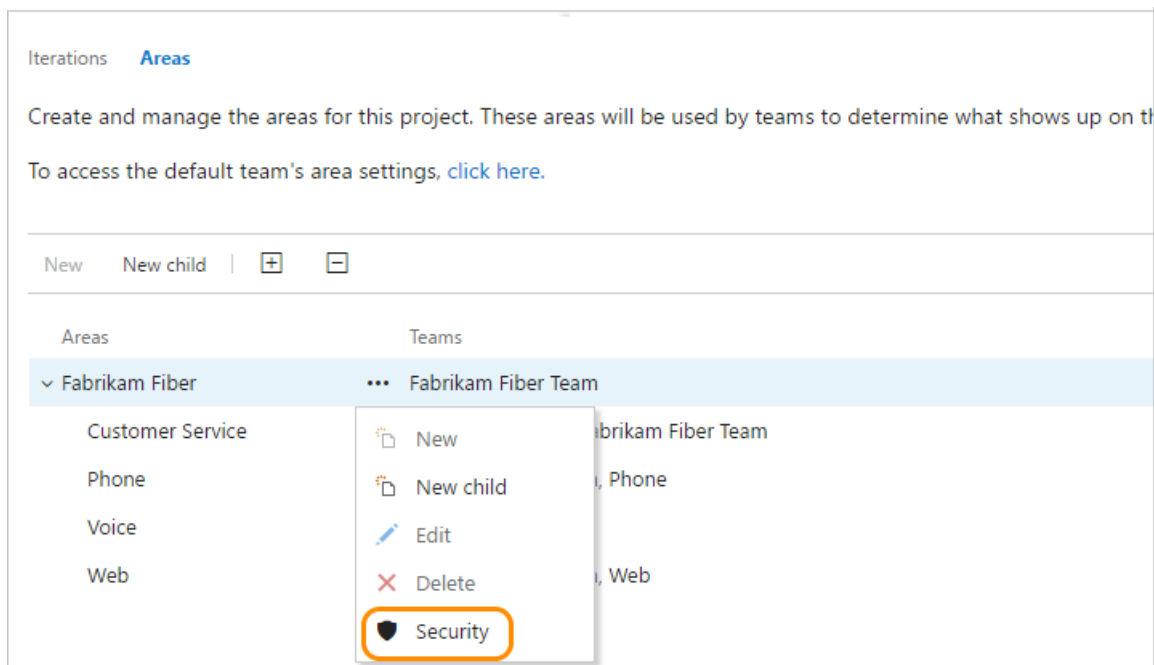 Iterations Areas
Create and manage the areas for this project. These areas will be used by teams to determine what shows up on
To access the default team's area settings, click here.
New New child
Areas Teams
Fabrikam Fiber ••• Fabrikam Fiber Team
Customer Service Fiber Team
Phone , Phone
Voice
Web , Web
New
New child
Edit
Delete
Security